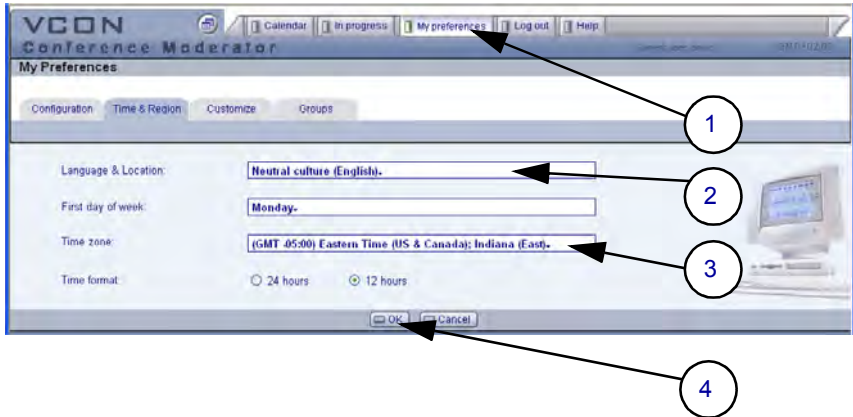 VCON
Calendar In progress My preferences Log out Help
Conference Moderator
My Preferences
Configuration Time & Region Customize Groups
1
Language & Location: Neutral culture (English).
2
First day of week: Monday.
Time zone: (GMT -05:00) Eastern Time (US & Canada); Indiana (East).
3
Time format 24 hours 12 hours
OK Cancel
4